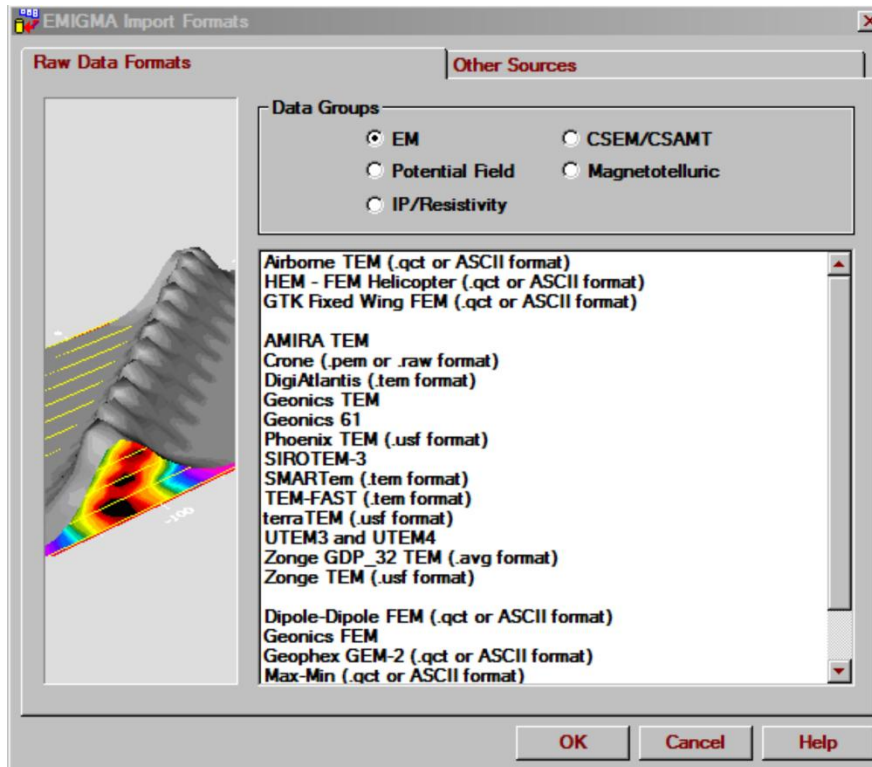 EMIGMA Import Formats
Raw Data Formats
Other Sources
Data Groups
EM
CSEM/CSAMT
Potential Field
Magnetotelluric
IP/Resistivity
Airborne TEM (.qct or ASCII format)
HEM - FEM Helicopter (.qct or ASCII format)
GTK Fixed Wing FEM (.qct or ASCII format)
AMIRA TEM
Crone (.pem or .raw format)
DigiAtlantis (.tem format)
Geonics TEM
Geonics 61
Phoenix TEM (.usf format)
SIROTEM-3
SMARTem (.tem format)
TEM-FAST (.tem format)
terraTEM (.usf format)
UTEM3 and UTEM4
Zonge GDP_32 TEM (.avg format)
Zonge TEM (.usf format)
Dipole-Dipole FEM (.qct or ASCII format)
Geonics FEM
Geophex GEM-2 (.qct or ASCII format)
Max-Min (.qct or ASCII format)
-100
OK
Cancel
Help